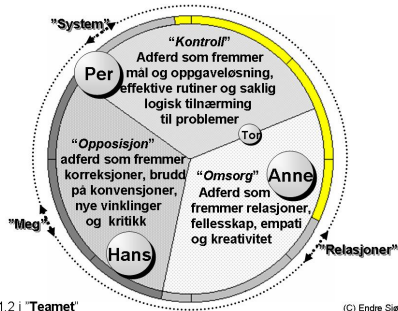 "System"
"Kontroll"
Adferd som fremmer
mål og oppgaveløsning,
effektive rutiner og saklig
logisk tilnærming
til problemer
Per
Tor
"Opposisjon"
adferd som fremmer
korreksjoner, brudd
på konvensjoner,
nye vinklinger
og kritikk
"Omsorg"
Adferd som
fremmer relasjoner,
fellesskap, empati
og kreativitet
Anne
"Meg"
Hans
"Relasjoner"
1.2 i "Teamet"
(C) Endre Sjø